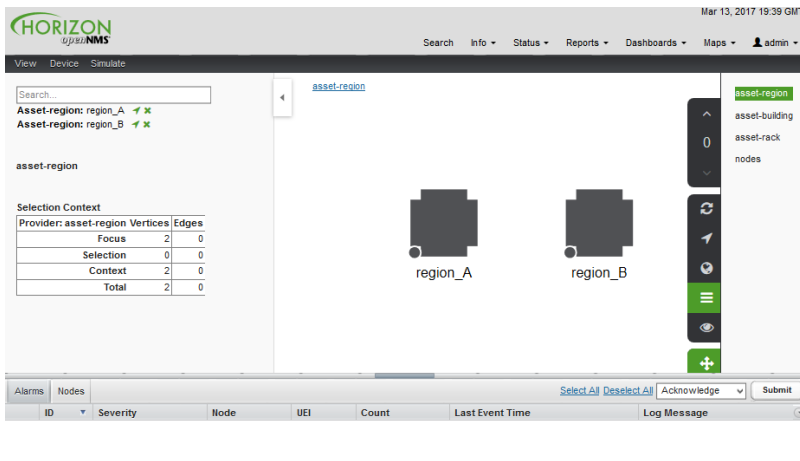 Mar 13, 2017 19:39 GMT
HORIZON
openNMS
Search Info Status Reports Dashboards Maps admin
View Device Simulate
Search...
Asset-region: region_A
Asset-region: region_B
asset-region
Selection Context
Provider: asset-region Vertices Edges
Focus 2 0
Selection 0 0
Context 2 0
Total 2 0
asset-region
region_A
region_B
0
asset-region
asset-building
asset-rack
nodes
Alarms Nodes
Select All Deselect All Acknowledge Submit
ID Severity Node UEI Count Last Event Time Log Message